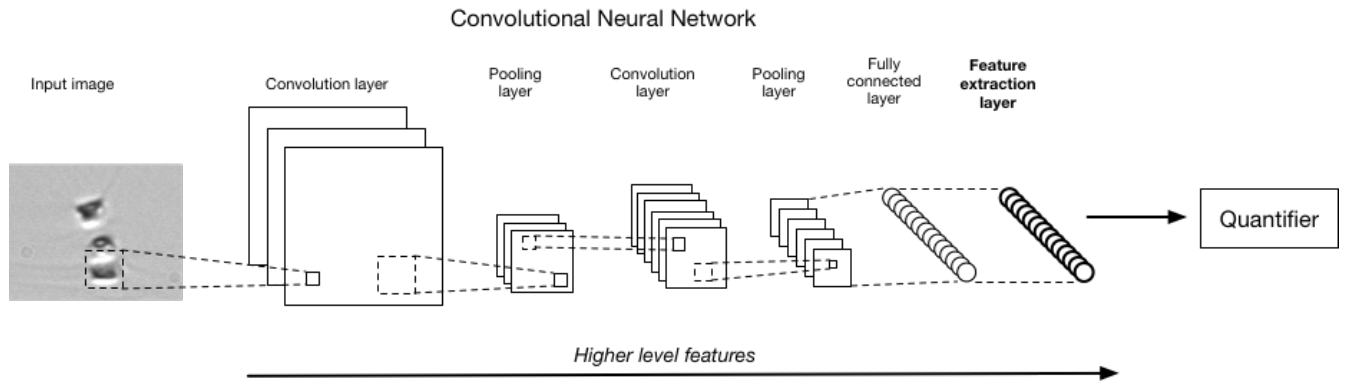 Convolutional Neural Network
Input image
Convolution layer
Pooling
layer
Convolution
layer
Pooling
layer
Fully
connected
layer
Feature
extraction
layer
Quantifier
Higher level features